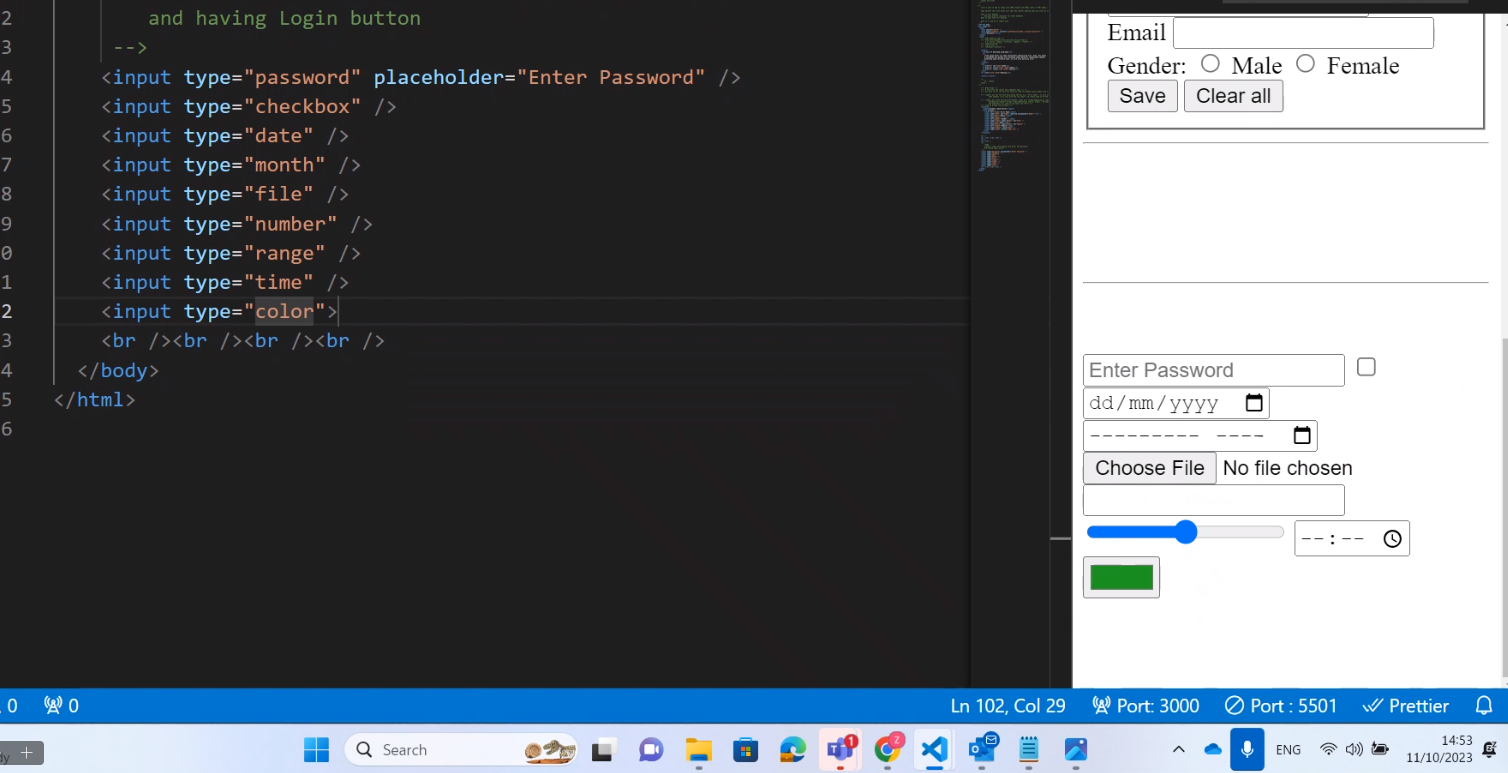 2 and having Login button
3 -->
4 <input type="password" placeholder="Enter Password" />
5 <input type="checkbox" />
6 <input type="date" />
7 <input type="month" />
8 <input type="file" />
9 <input type="number" />
0 <input type="range" />
1 <input type="time" />
2 <input type="color">
3 <br /><br /><br /><br />
4 </body>
5 </html>
6
Email
Gender: Male Female
Save Clear all
Enter Password
dd/mm/yyyy
--------- ----
Choose File No file chosen
--:--
0 0 Ln 102, Col 29 Port: 3000 Port : 5501 Prettier
Search 1 Z ENG 14:53
11/10/2023